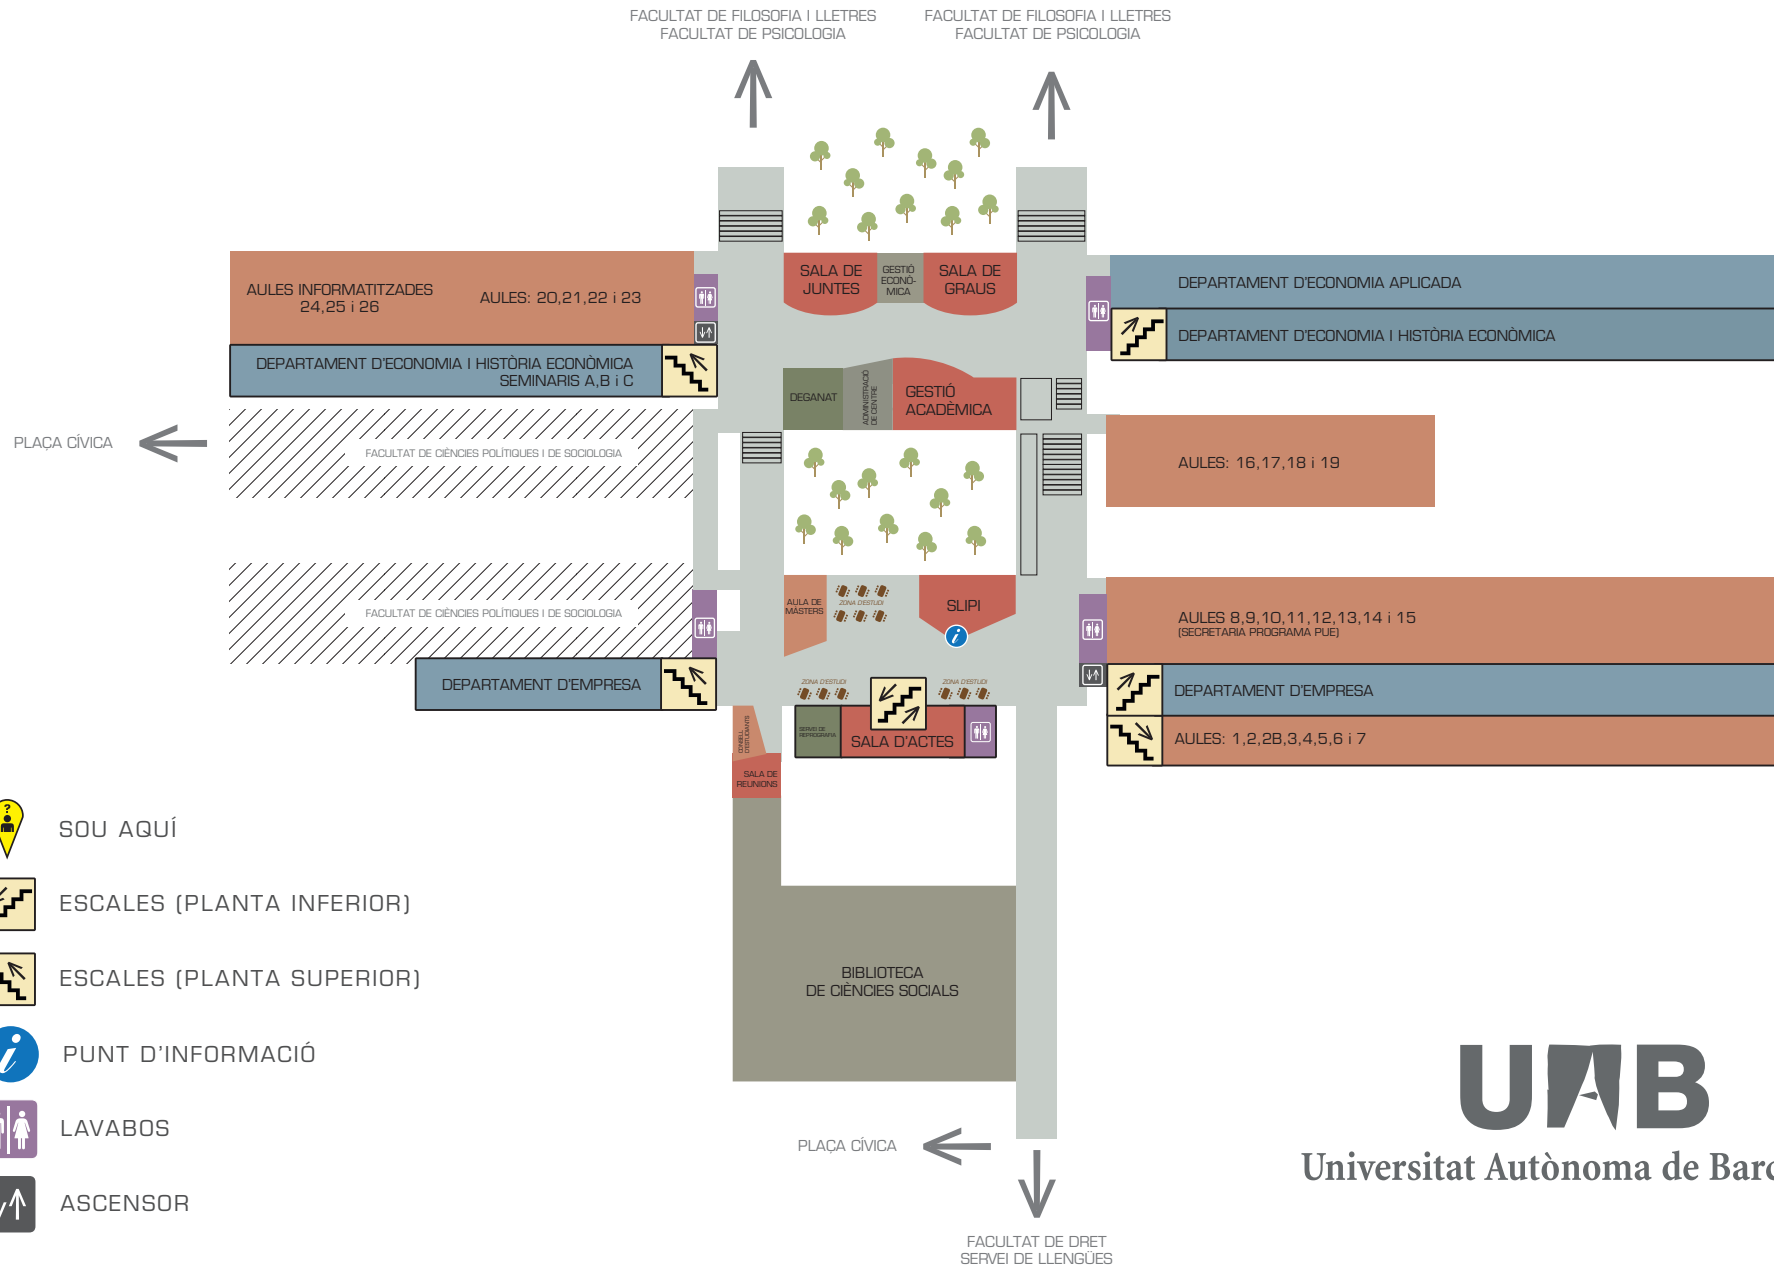 FACULTAT DE FILOSOFIA I LLETRES
FACULTAT DE PSICOLOGIA
FACULTAT DE FILOSOFIA I LLETRES
FACULTAT DE PSICOLOGIA
AULES INFORMATITZADES
24,25 i 26
AULES: 20,21,22 i 23
DEPARTAMENT D'ECONOMIA I HISTÒRIA ECONÒMICA
SEMINARIS A,B i C
SALA DE
JUNTES
GESTIÓ
ECONÒ-
MICA
SALA DE
GRAUS
DEPARTAMENT D'ECONOMIA APLICADA
DEPARTAMENT D'ECONOMIA I HISTÒRIA ECONÒMICA
DEGANAT
ADMINISTRACIÓ
DE CENTRE
GESTIÓ
ACADÈMICA
PLAÇA CÍVICA
FACULTAT DE CIÈNCIES POLÍTIQUES I DE SOCIOLOGIA
AULES: 16,17,18 i 19
FACULTAT DE CIÈNCIES POLÍTIQUES I DE SOCIOLOGIA
AULA DE
MÀSTERS
ZONA D'ESTUDI
SLIPI
i
AULES 8,9,10,11,12,13,14 i 15
(SECRETARIA PROGRAMA PUE)
DEPARTAMENT D'EMPRESA
ZONA D'ESTUDI
ZONA D'ESTUDI
DEPARTAMENT D'EMPRESA
CONSELL
D'ESTUDIANTS
SERVEI DE
REPROGRAFIA
SALA D'ACTES
AULES: 1,2,2B,3,4,5,6 i 7
SALA DE
REUNIONS
?
SOU AQUÍ
ESCALES (PLANTA INFERIOR)
ESCALES (PLANTA SUPERIOR)
i
PUNT D'INFORMACIÓ
LAVABOS
ASCENSOR
BIBLIOTECA
DE CIÈNCIES SOCIALS
PLAÇA CÍVICA
FACULTAT DE DRET
SERVEI DE LLENGÜES
UAB
Universitat Autònoma de Barc